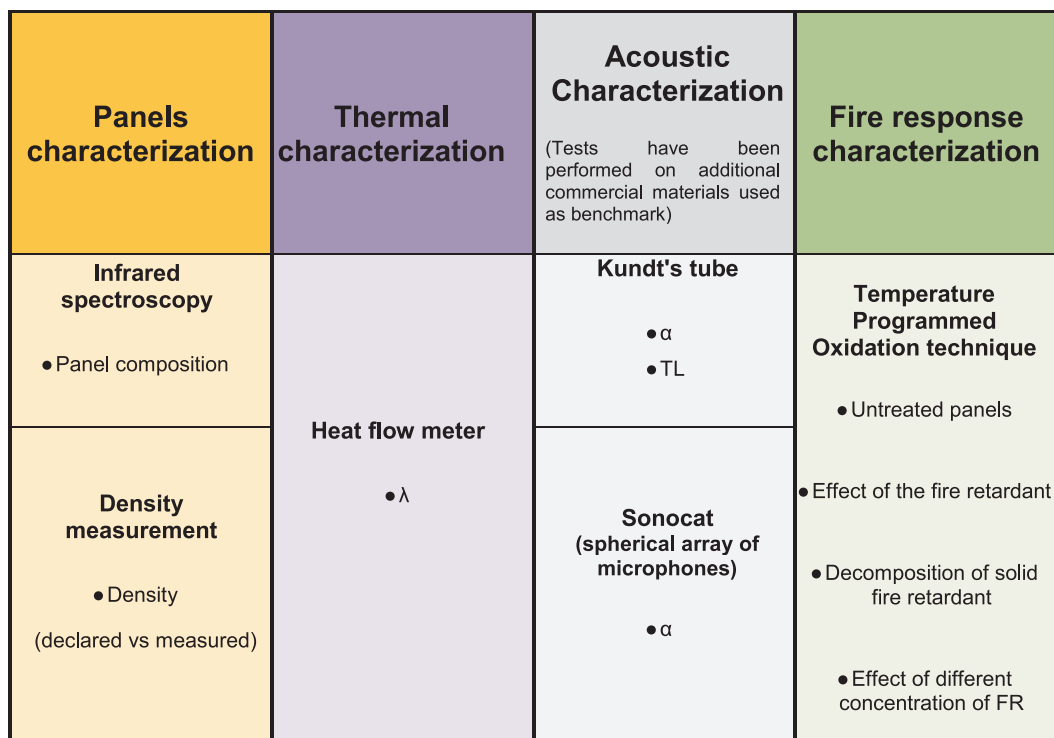 Panels
characterization
Thermal
characterization
Acoustic
Characterization
(Tests have been
performed on additional
commercial materials used
as benchmark)
Fire response
characterization
Infrared
spectroscopy
● Panel composition
Density
measurement
● Density
(declared vs measured)
Heat flow meter
● λ
Kundt's tube
● α
● TL
Sonocat
(spherical array of
microphones)
● α
Temperature
Programmed
Oxidation technique
● Untreated panels
● Effect of the fire retardant
● Decomposition of solid
fire retardant
● Effect of different
concentration of FR